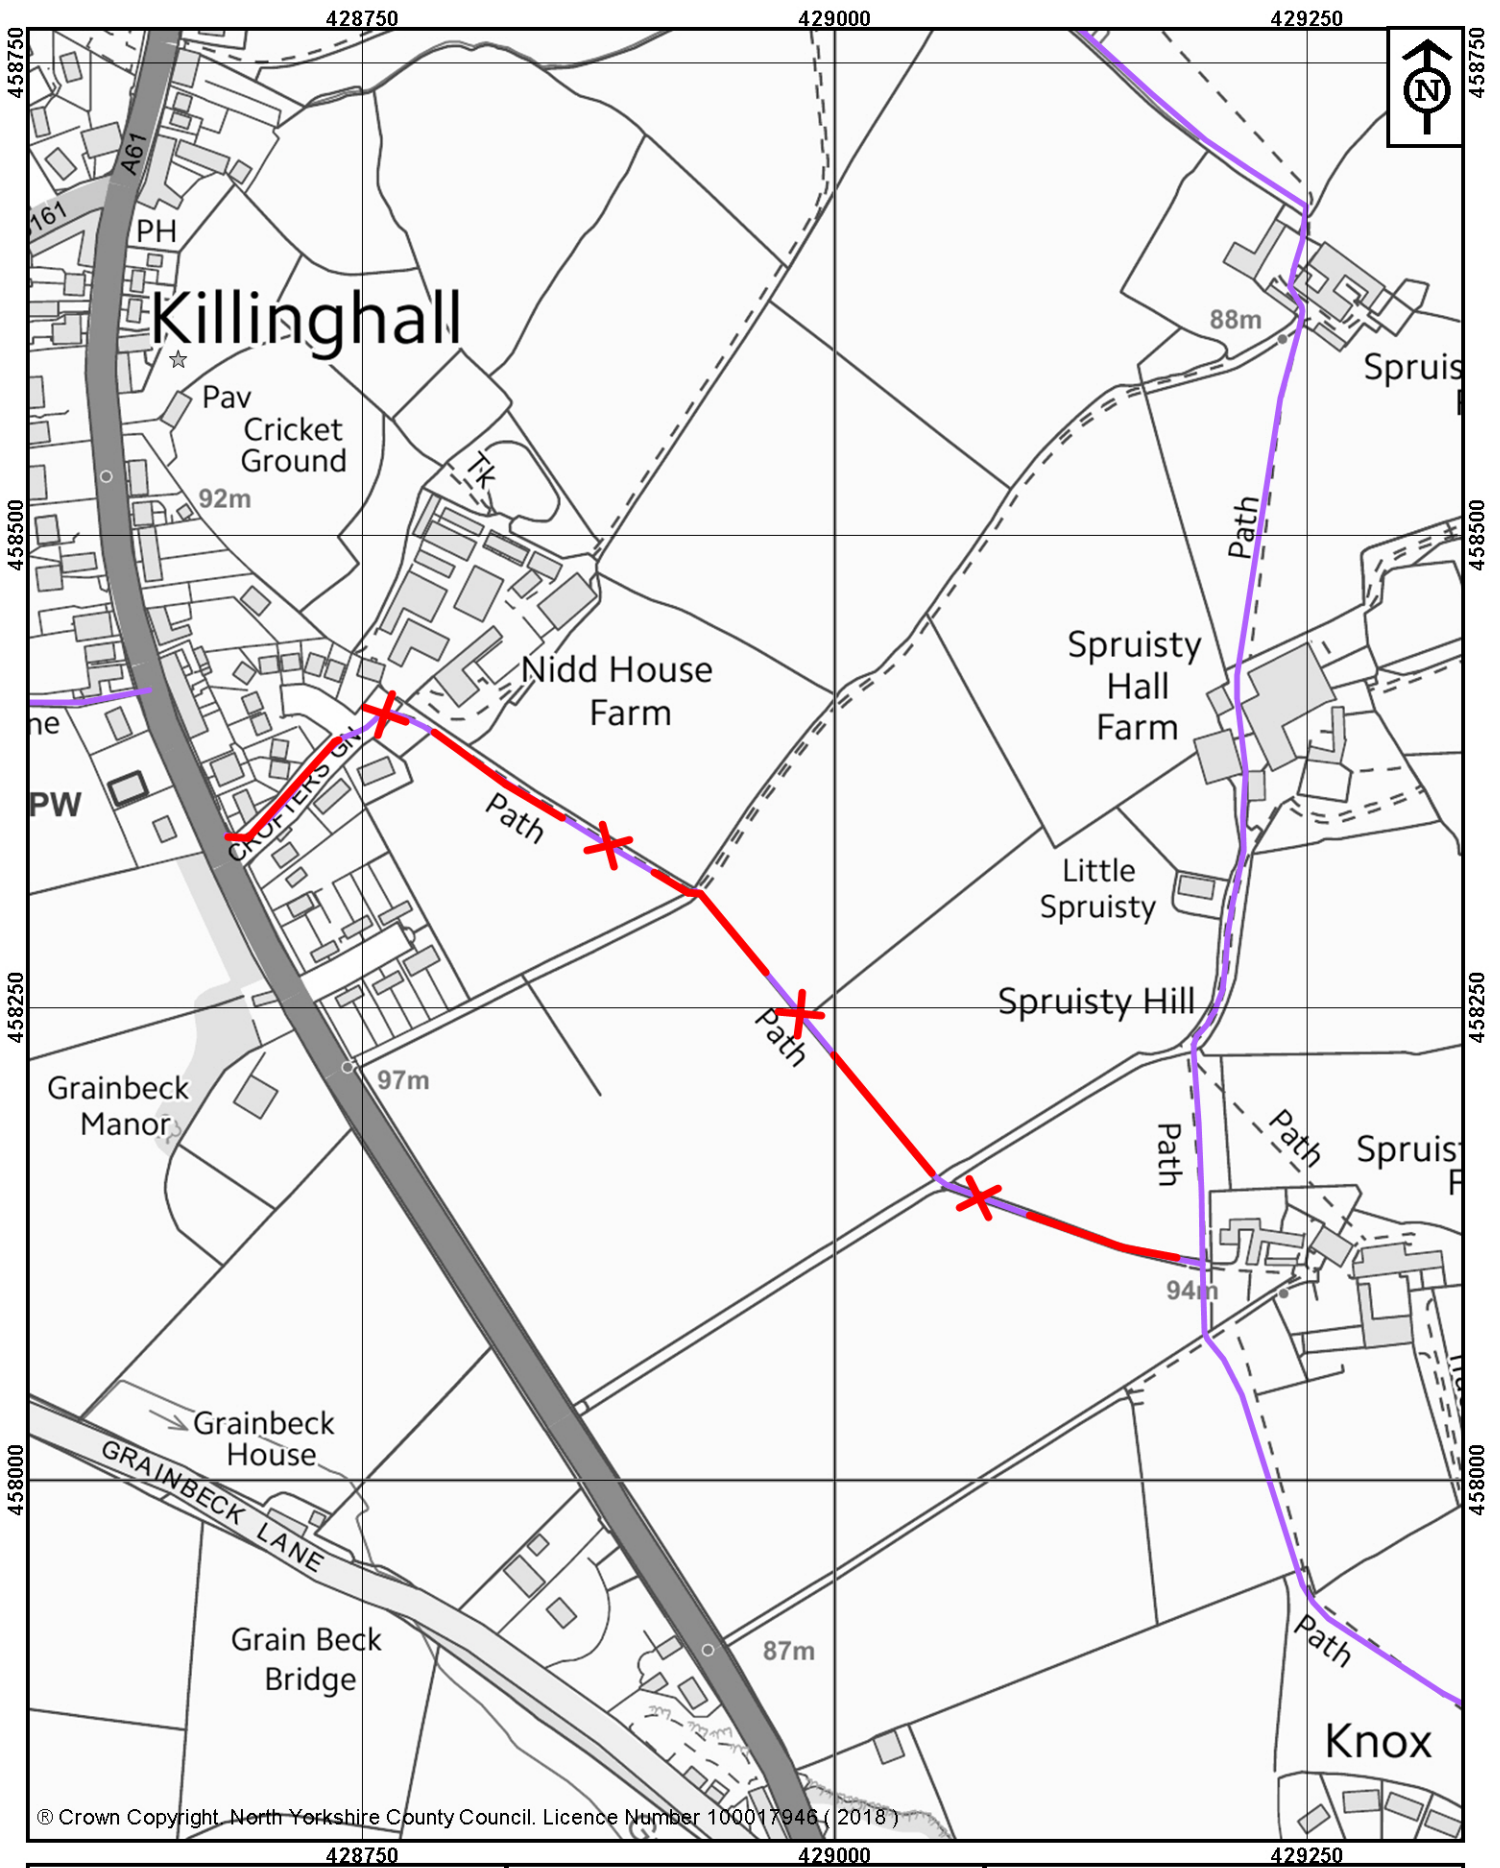 428750
429000
429250
458750
458750
N
A61
161
PH
Killinghall
88m
Spruis
F
Pav
Cricket
Ground
Tk
92m
458500
458500
Path
Spruisty
Hall
Farm
Nidd House
Farm
ne
CROFTERS GN
PW
Path
Little
Spruisty
458250
458250
Spruisty Hill
Path
97m
Grainbeck
Manor
Path
Path
Spruist
F
94m
Grainbeck
House
GRAINBECK LANE
458000
458000
Grain Beck
Bridge
87m
Path
Knox
® Crown Copyright. North Yorkshire County Council. Licence Number 100017946 ( 2018 )
428750
429000
429250